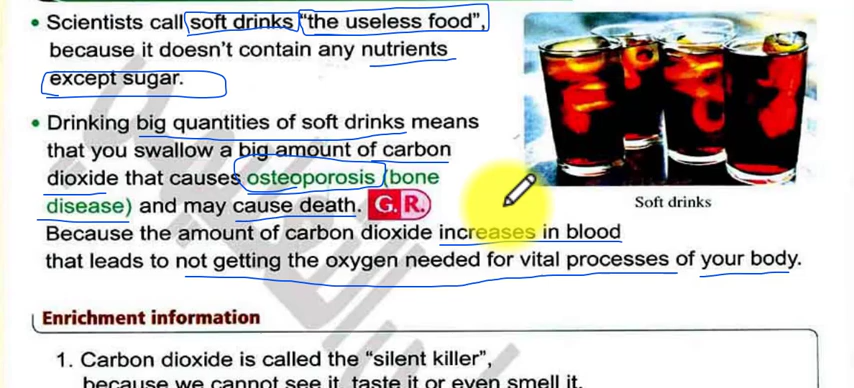 • Scientists call soft drinks "the useless food",
because it doesn't contain any nutrients
except sugar.
• Drinking big quantities of soft drinks means
that you swallow a big amount of carbon
dioxide that causes osteoporosis (bone
disease) and may cause death. G.R.
Because the amount of carbon dioxide increases in blood
that leads to not getting the oxygen needed for vital processes of your body.
Soft drinks
Enrichment information
1. Carbon dioxide is called the "silent killer",
because we cannot see it, taste it or even smell it.